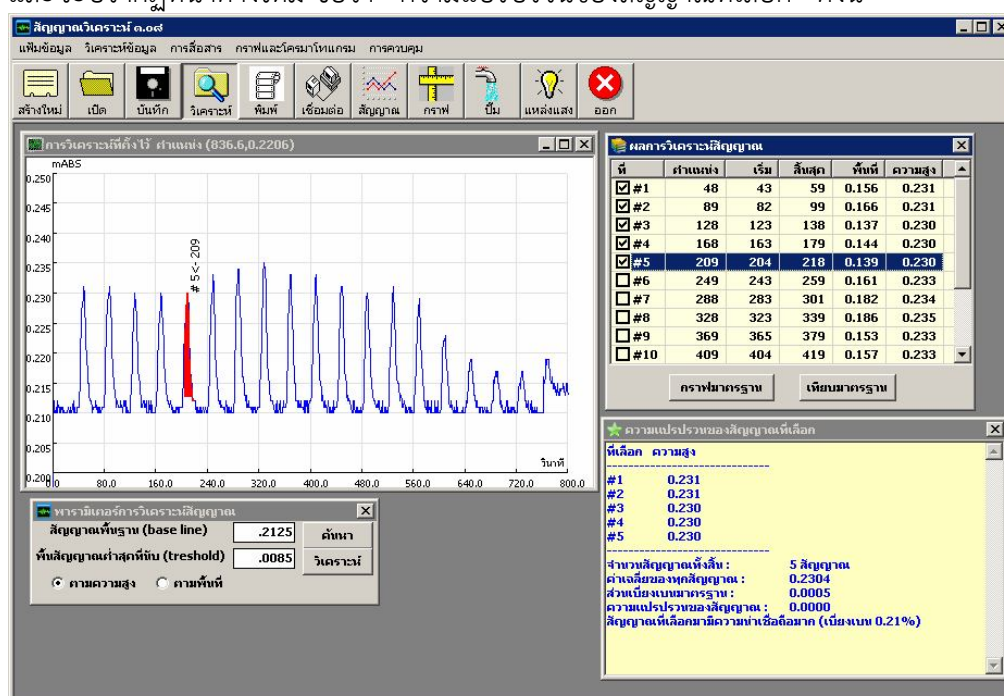 สัญญาณวิเคราะห์ ๓.๐๘
แฟ้มข้อมูล วิเคราะห์ข้อมูล การสื่อสาร กราฟและโครมาโทแกรม การควบคุม
สร้างใหม่ เปิด บันทึก วิเคราะห์ พิมพ์ เชื่อมต่อ สัญญาณ กราฟ ปั๊ม แหล่งแสง ออก
การวิเคราะห์ที่ตั้งไว้ ตำแหน่ง (836.6,0.2206)
mABS
0.250
0.245
0.240
0.235
0.230
0.225
0.220
0.215
0.210
0.205
0.200
# 5 <- 209
วินาที
0 80.0 160.0 240.0 320.0 400.0 480.0 560.0 640.0 720.0 800.0
ผลการวิเคราะห์สัญญาณ
ที่ ตำแหน่ง เริ่ม สิ้นสุด พื้นที่ ความสูง
#1 48 43 59 0.156 0.231
#2 89 82 99 0.166 0.231
#3 128 123 138 0.137 0.230
#4 168 163 179 0.144 0.230
#5 209 204 218 0.139 0.230
#6 249 243 259 0.161 0.233
#7 288 283 301 0.182 0.234
#8 328 323 339 0.186 0.235
#9 369 365 379 0.153 0.233
#10 409 404 419 0.157 0.233
กราฟมาตรฐาน เทียบมาตรฐาน
พารามิเตอร์การวิเคราะห์สัญญาณ
สัญญาณพื้นฐาน (base line) .2125 ค้นหา
พื้นสัญญาณต่ำสุดที่นับ (treshold) .0085 วิเคราะห์
ตามความสูง ตามพื้นที่
ความแปรปรวนของสัญญาณที่เลือก
ที่เลือก ความสูง
------------------------------
#1 0.231
#2 0.231
#3 0.230
#4 0.230
#5 0.230
------------------------------
จำนวนสัญญาณทั้งสิ้น : 5 สัญญาณ
ค่าเฉลี่ยของทุกสัญญาณ : 0.2304
ส่วนเบี่ยงเบนมาตรฐาน : 0.0005
ความแปรปรวนของสัญญาณ : 0.0000
สัญญาณที่เลือกมามีความน่าเชื่อถือมาก (เบี่ยงเบน 0.21%)